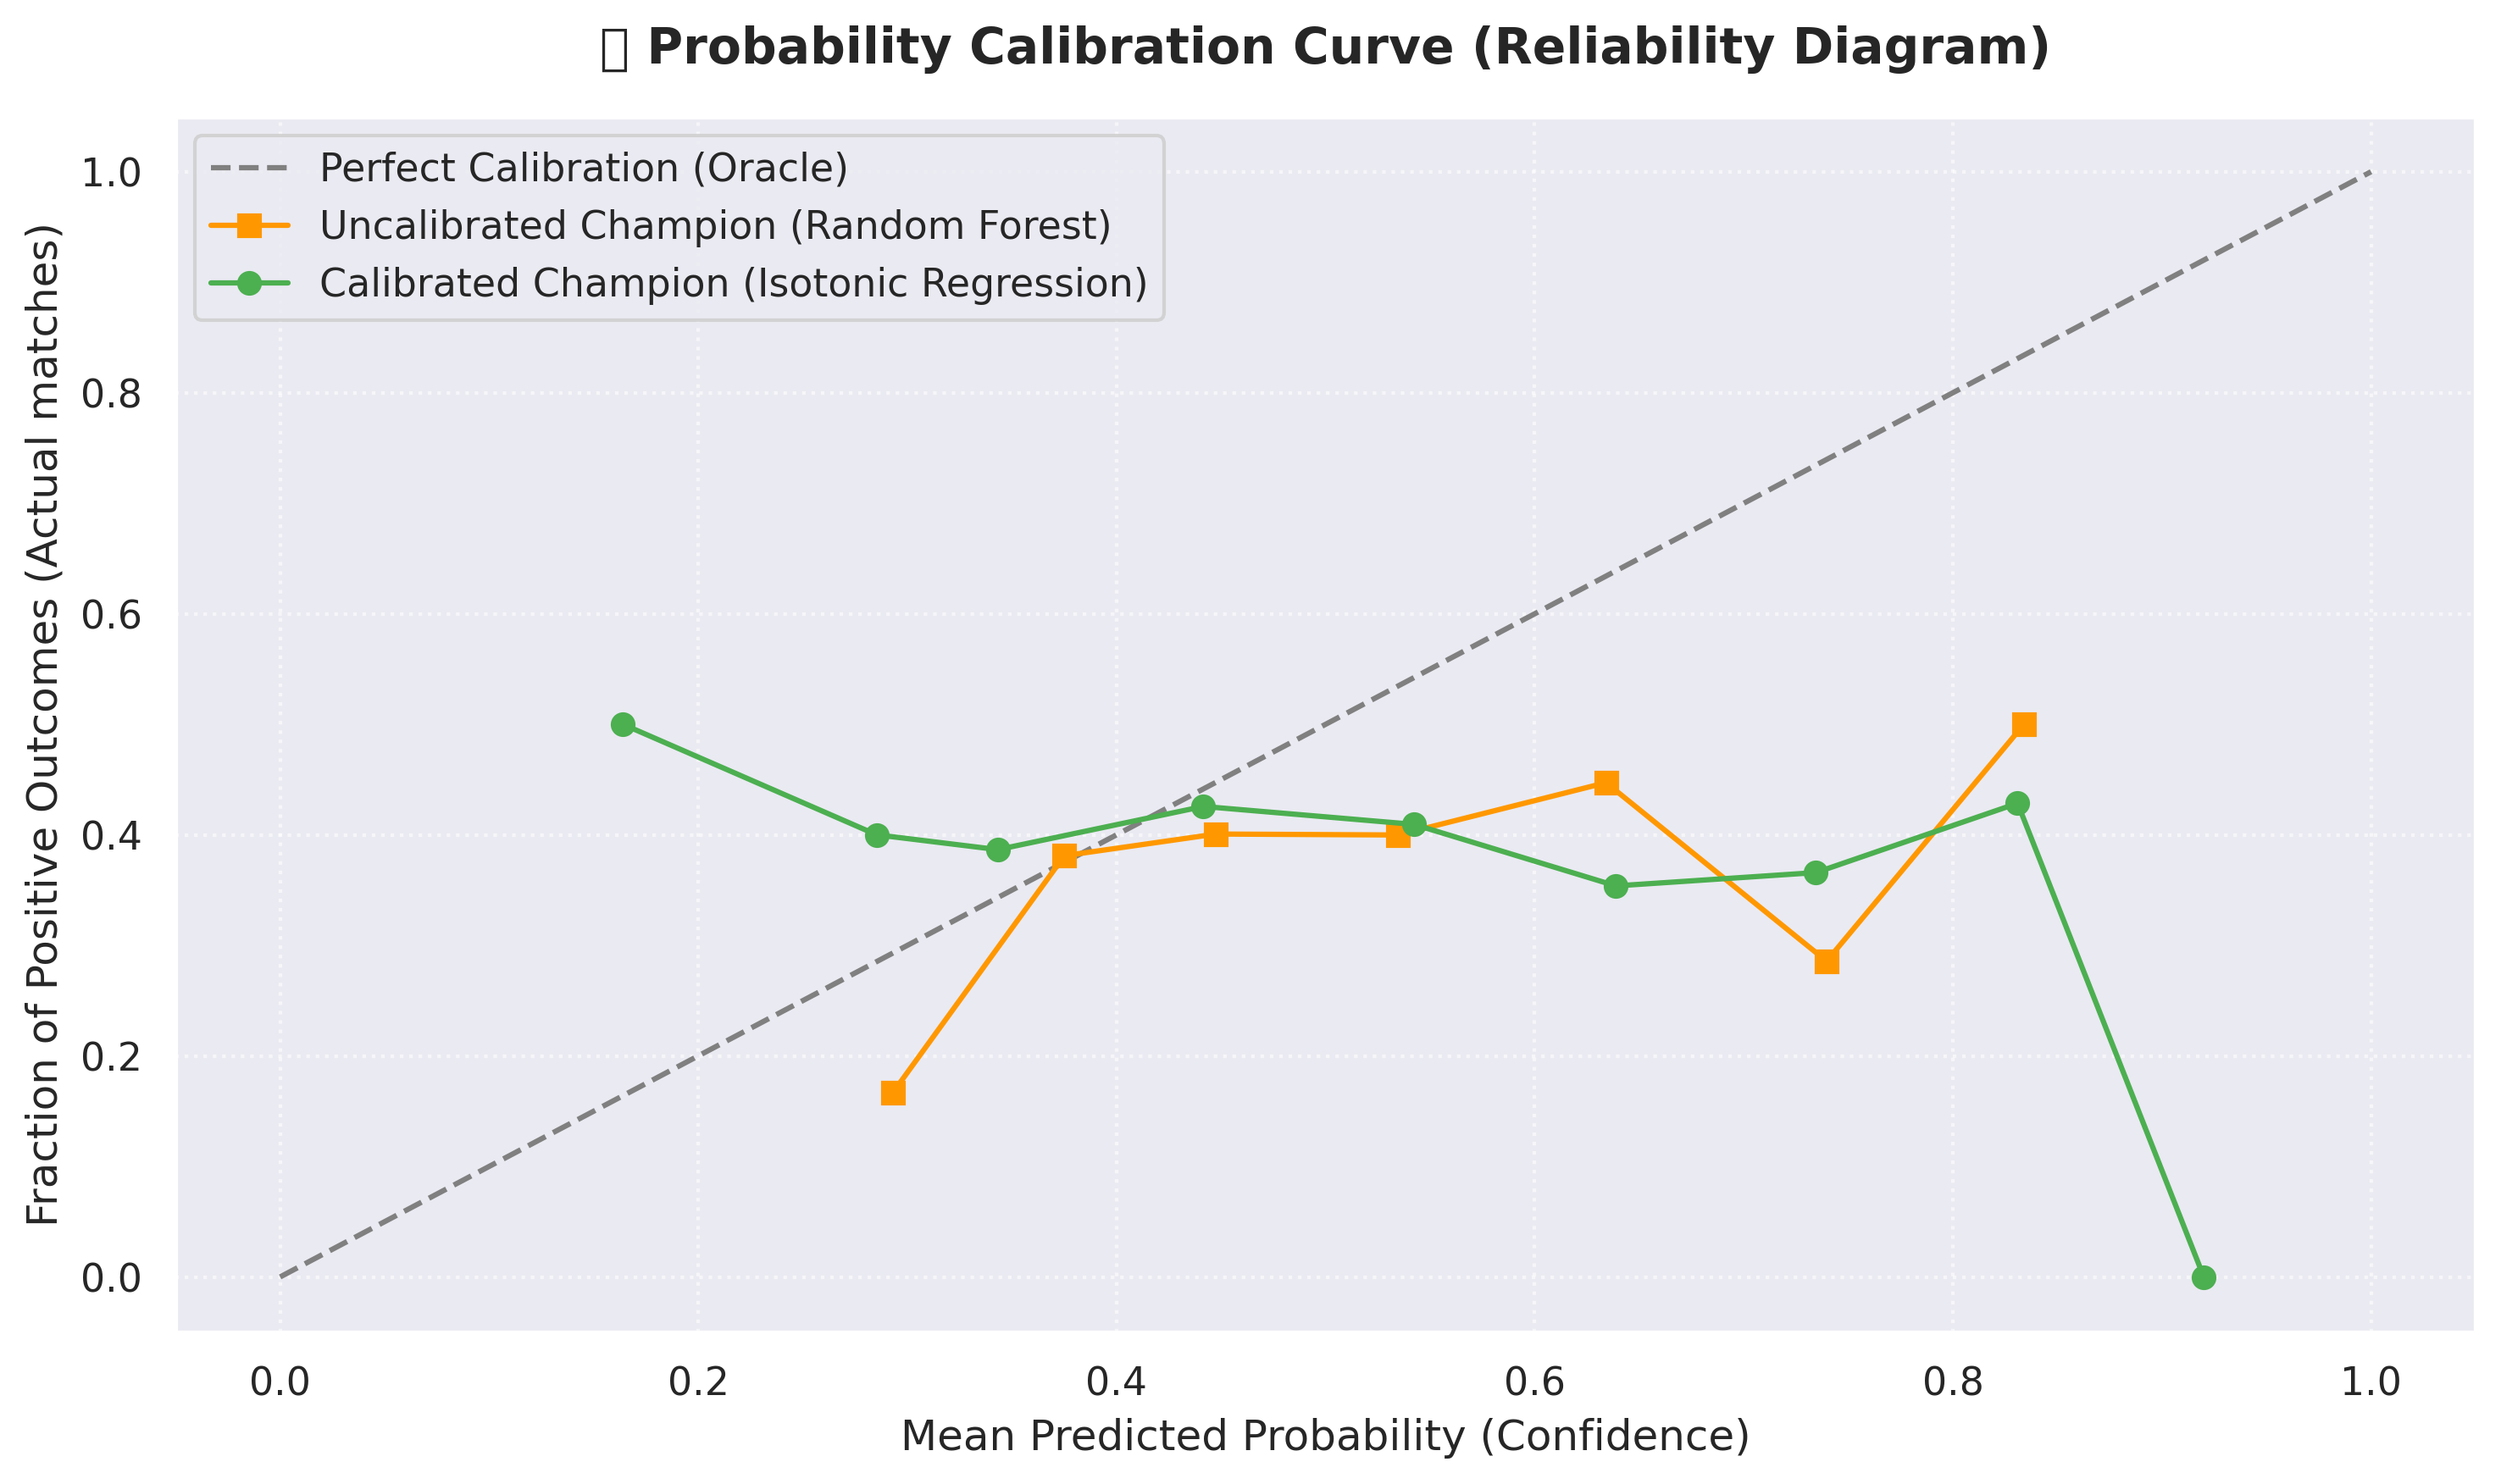 ▯ Probability Calibration Curve (Reliability Diagram)
Perfect Calibration (Oracle)
Uncalibrated Champion (Random Forest)
Calibrated Champion (Isotonic Regression)
Fraction of Positive Outcomes (Actual matches)
1.0
0.8
0.6
0.4
0.2
0.0
0.0 0.2 0.4 0.6 0.8 1.0
Mean Predicted Probability (Confidence)